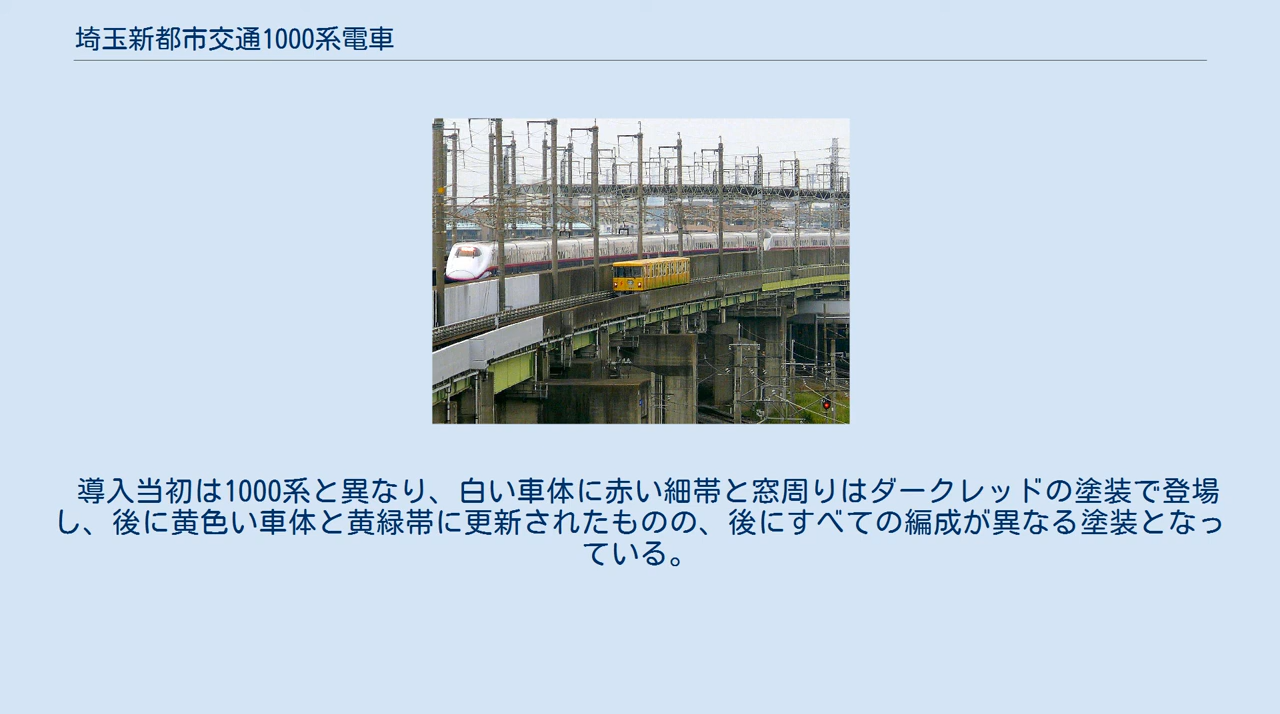 埼玉新都市交通1000系電車
導入当初は1000系と異なり、白い車体に赤い細帯と窓周りはダークレッドの塗装で登場
し、後に黄色い車体と黄緑帯に更新されたものの、後にすべての編成が異なる塗装となっ
ている。